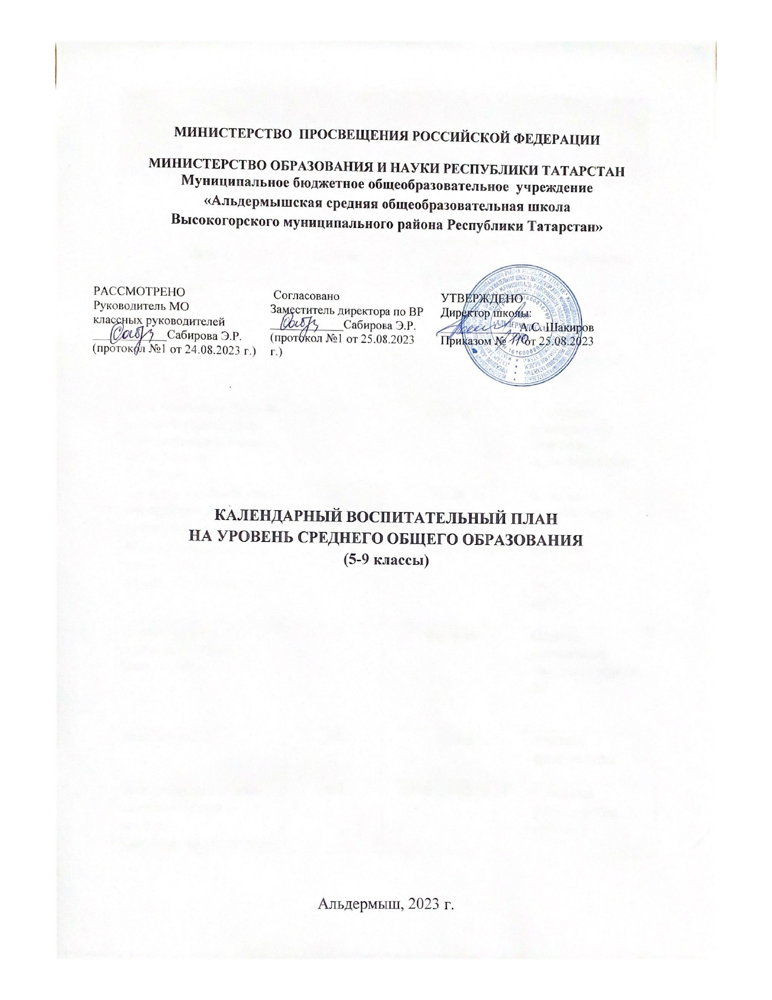 МИНИСТЕРСТВО ПРОСВЕЩЕНИЯ РОССИЙСКОЙ ФЕДЕРАЦИИ
МИНИСТЕРСТВО ОБРАЗОВАНИЯ И НАУКИ РЕСПУБЛИКИ ТАТАРСТАН
Муниципальное бюджетное общеобразовательное учреждение
«Альдермышская средняя общеобразовательная школа
Высокогорского муниципального района Республики Татарстан»
РАССМОТРЕНО
Руководитель МО
классных руководителей
____________Сабирова Э.Р.
(протокол №1 от 24.08.2023 г.)
Согласовано
Заместитель директора по ВР
____________Сабирова Э.Р.
(протокол №1 от 25.08.2023
г.)
УТВЕРЖДЕНО
Директор школы:
_____________А.С. Шакиров
Приказом № от 25.08.2023
КАЛЕНДАРНЫЙ ВОСПИТАТЕЛЬНЫЙ ПЛАН
НА УРОВЕНЬ СРЕДНЕГО ОБЩЕГО ОБРАЗОВАНИЯ
(5-9 классы)
Альдермыш, 2023 г.